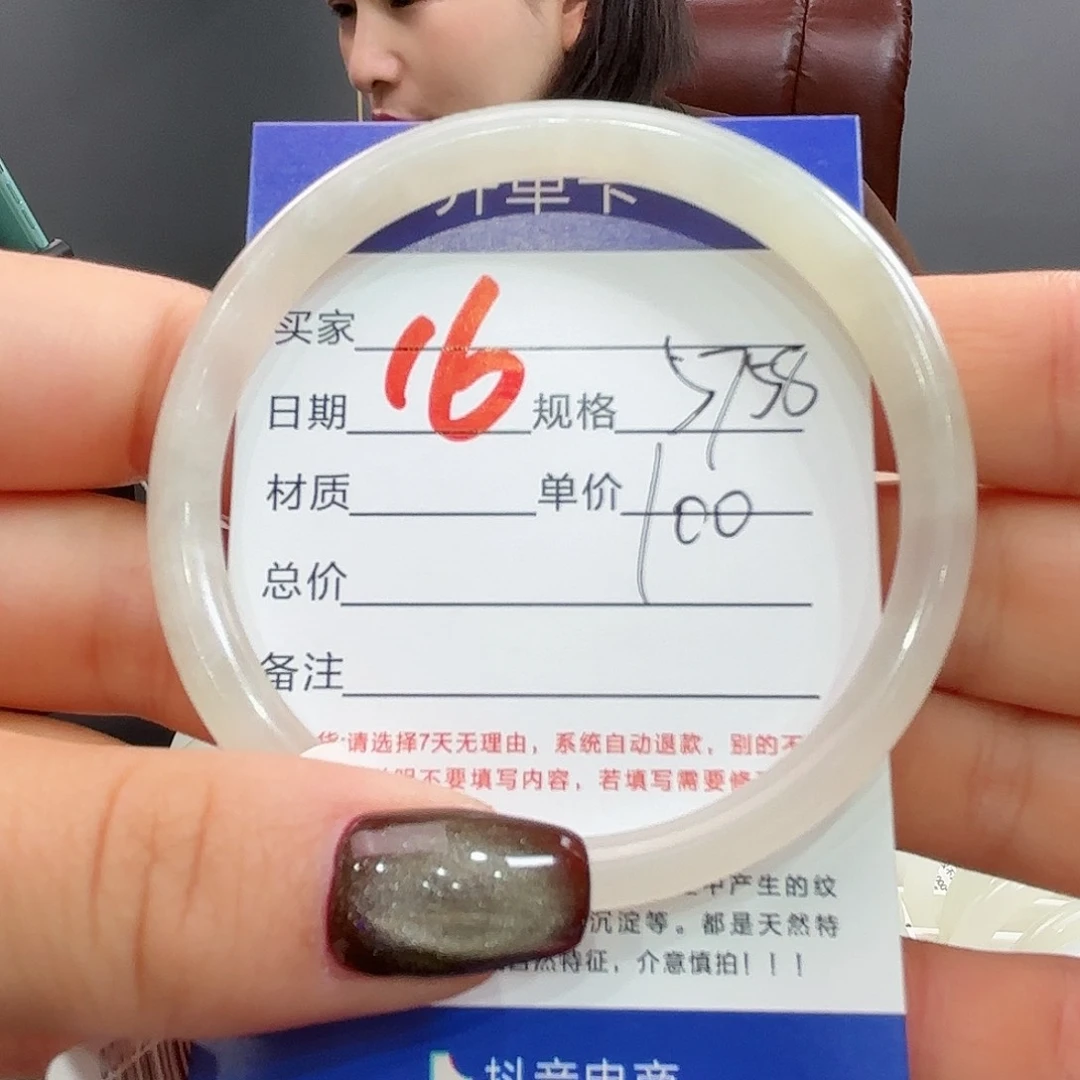 开单卡
买家
16
日期 规格 5758
材质 单价 100
总价
备注
货:请选择7天无理由，系统自动退款，别的不
不要填写内容，若填写需要修
中产生的纹
沉淀等。都是天然特
自然特征，介意慎拍！！！
抖音电商